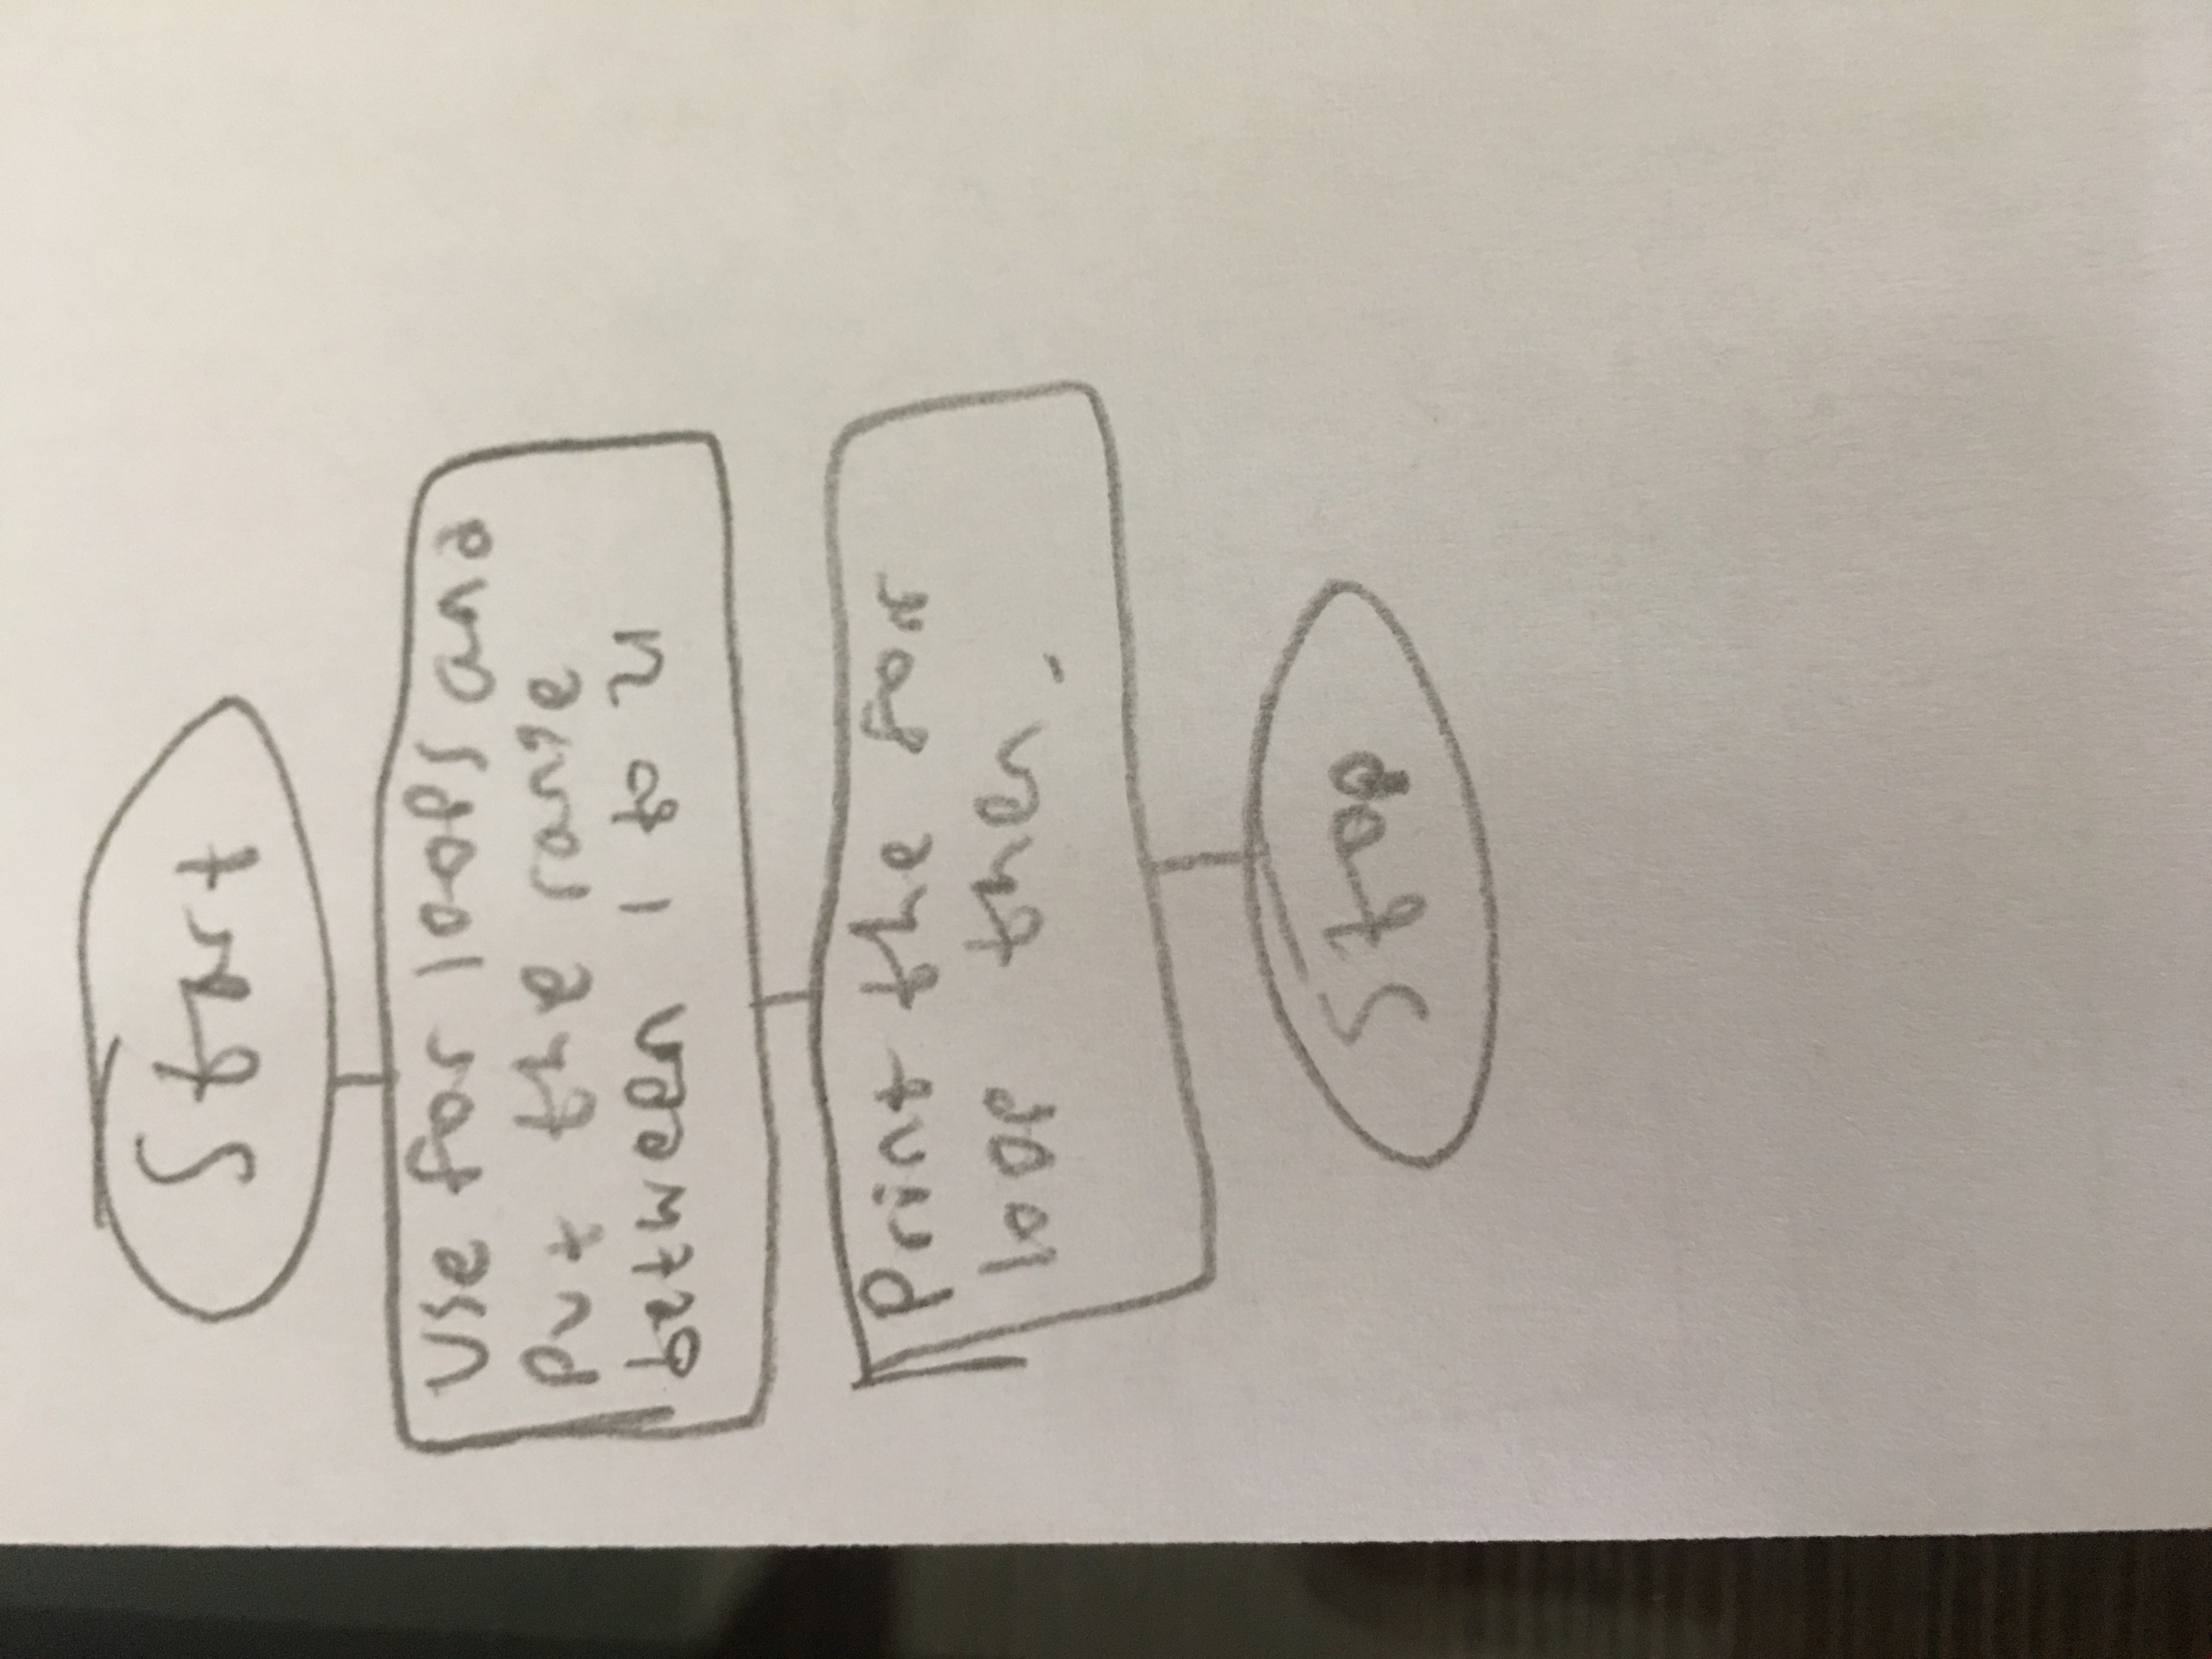 Start
Use for loops and
Put the range
between 1 to 21
Print the for
loop then.
Stop